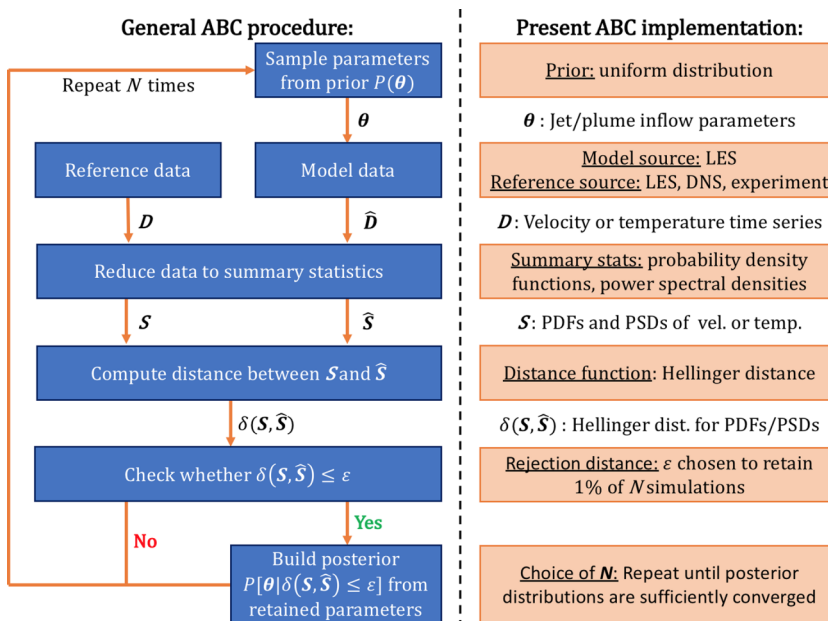 General ABC procedure:
Repeat N times
Sample parameters
from prior P(θ)
θ
Reference data
Model data
D
D̂
Reduce data to summary statistics
S
Ŝ
Compute distance between S and Ŝ
δ(S,Ŝ)
Check whether δ(S,Ŝ) ≤ ε
No
Yes
Build posterior
P[θ|δ(S,Ŝ) ≤ ε] from
retained parameters
Present ABC implementation:
Prior: uniform distribution
θ : Jet/plume inflow parameters
Model source: LES
Reference source: LES, DNS, experiment
D : Velocity or temperature time series
Summary stats: probability density
functions, power spectral densities
S: PDFs and PSDs of vel. or temp.
Distance function: Hellinger distance
δ(S,Ŝ) : Hellinger dist. for PDFs/PSDs
Rejection distance: ε chosen to retain
1% of N simulations
Choice of N: Repeat until posterior
distributions are sufficiently converged